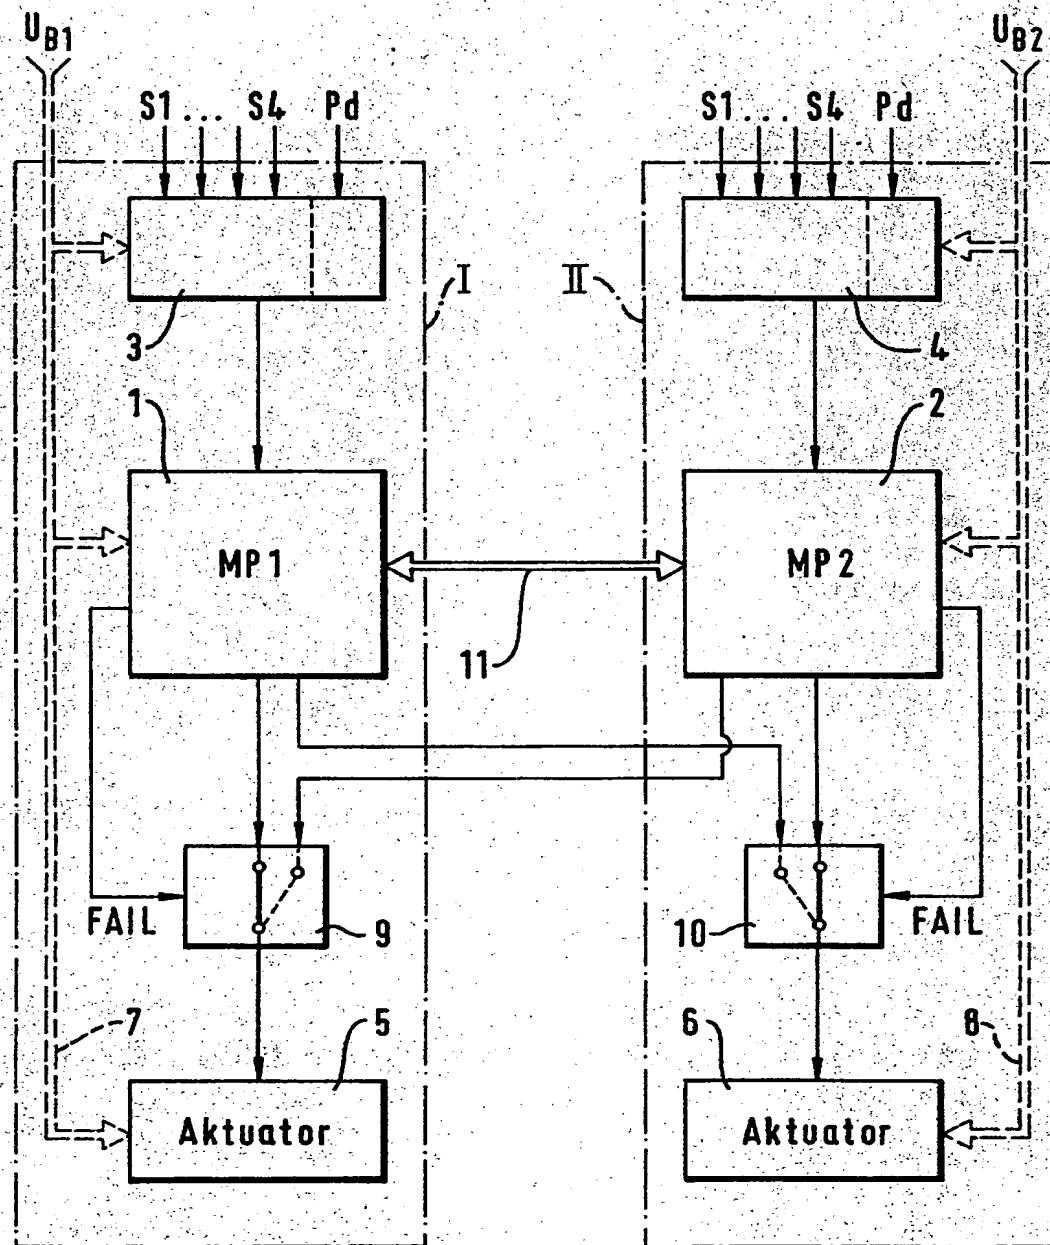 UB1 UB2
S1 ... S4 Pd S1 ... S4 Pd
I II
3 4
1 2
MP1 MP2
11
FAIL 9 10 FAIL
7 5 6 8
Aktuator Aktuator